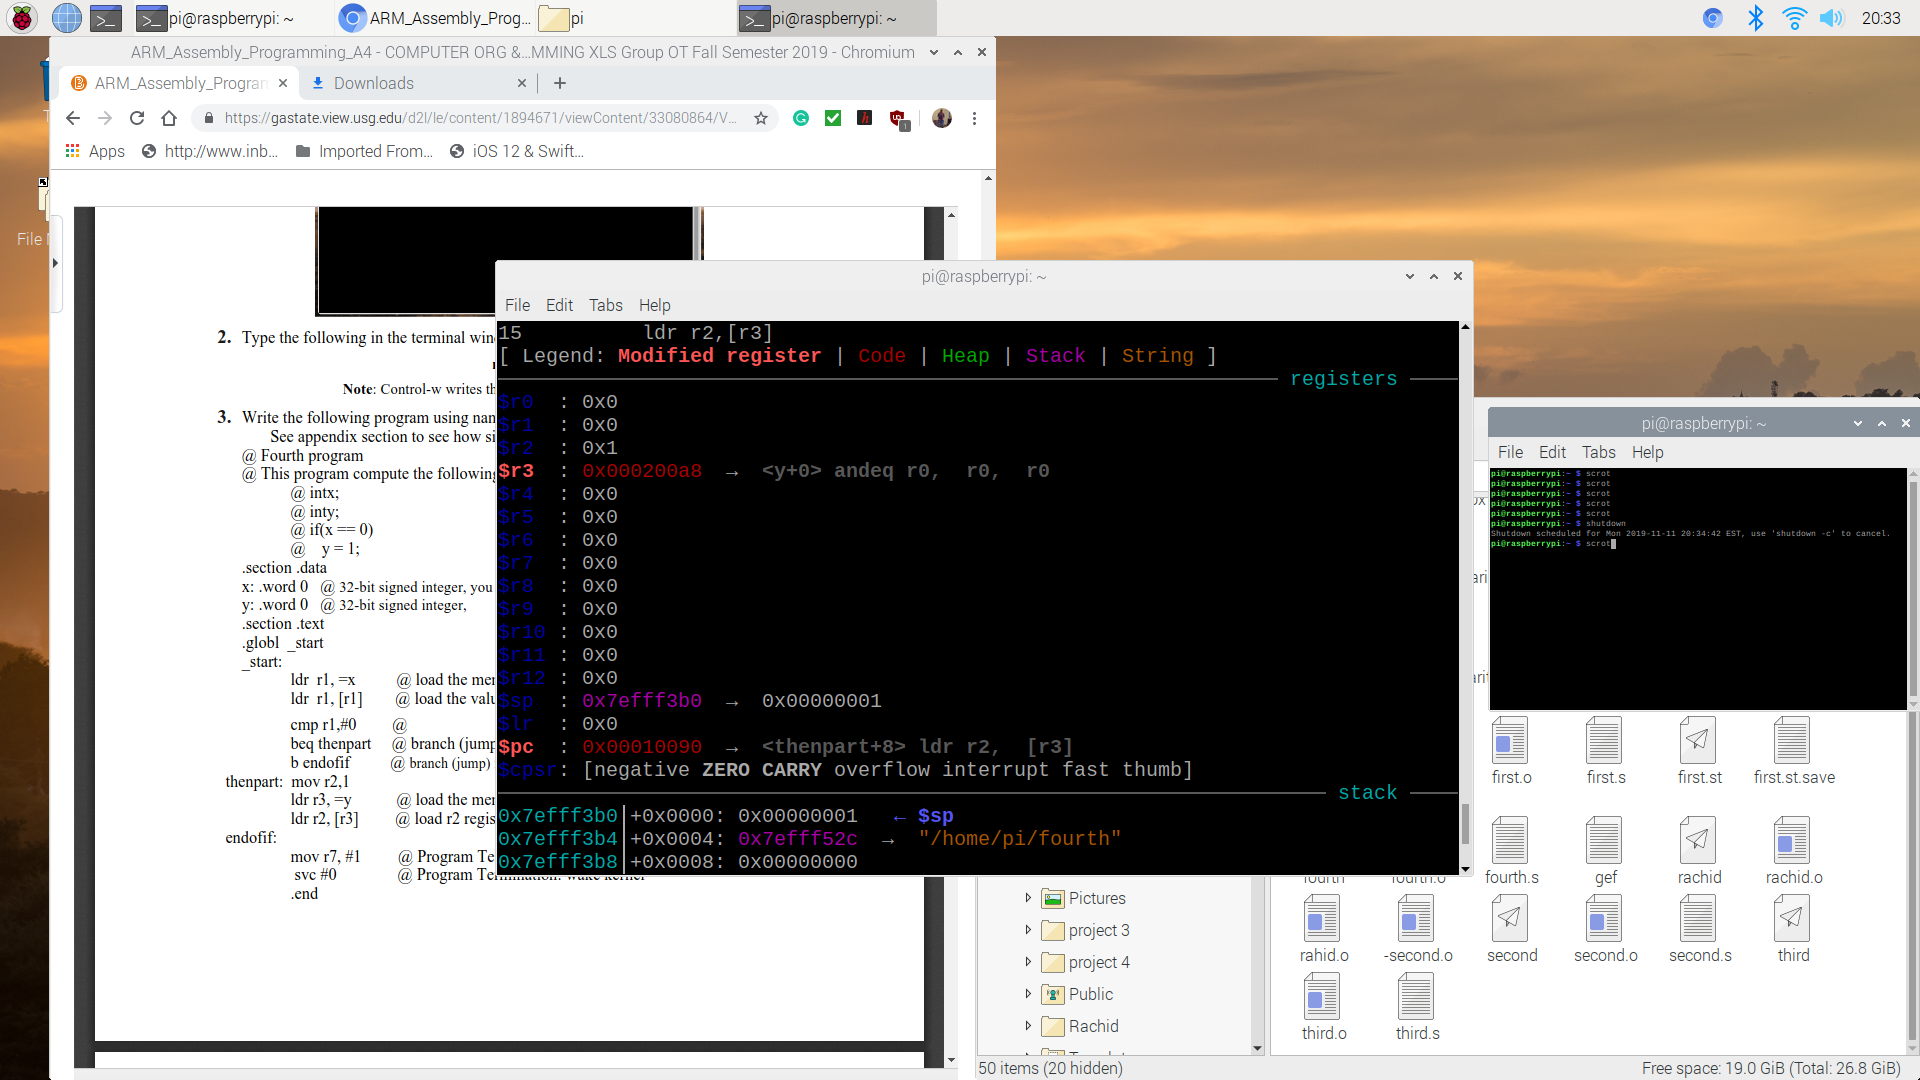 pi@raspberrypi: ~
ARM_Assembly_Prog...
pi
pi@raspberrypi: ~
20:33
ARM_Assembly_Programming_A4 - COMPUTER ORG &...MMING XLS Group OT Fall Semester 2019 - Chromium
ARM_Assembly_Program
Downloads
https://gastate.view.usg.edu/d2l/le/content/1894671/viewContent/33080864/V...
Apps
http://www.inb...
Imported From...
iOS 12 & Swift...
File
2. Type the following in the terminal win
Note: Control-w writes th
3. Write the following program using nan
See appendix section to see how si
@ Fourth program
@ This program compute the following
@ intx;
@ inty;
@ if(x == 0)
@ y = 1;
.section .data
x: .word 0 @ 32-bit signed integer, you
y: .word 0 @ 32-bit signed integer,
.section .text
.globl _start
_start:
ldr r1, =x @ load the mer
ldr r1, [r1] @ load the valu
cmp r1,#0 @
beq thenpart @ branch (jump
b endofif @ branch (jump)
thenpart: mov r2,1
ldr r3, =y @ load the mer
ldr r2, [r3] @ load r2 regis
endofif:
mov r7, #1 @ Program Te
svc #0 @ Program Termination: wake kernel
.end
pi@raspberrypi: ~
File Edit Tabs Help
15 ldr r2,[r3]
[ Legend: Modified register | Code | Heap | Stack | String ]
registers
$r0 : 0x0
$r1 : 0x0
$r2 : 0x1
$r3 : 0x000200a8 → <y+0> andeq r0, r0, r0
$r4 : 0x0
$r5 : 0x0
$r6 : 0x0
$r7 : 0x0
$r8 : 0x0
$r9 : 0x0
$r10 : 0x0
$r11 : 0x0
$r12 : 0x0
$sp : 0x7efff3b0 → 0x00000001
$lr : 0x0
$pc : 0x00010090 → <thenpart+8> ldr r2, [r3]
$cpsr: [negative ZERO CARRY overflow interrupt fast thumb]
stack
0x7efff3b0│+0x0000: 0x00000001 ← $sp
0x7efff3b4│+0x0004: 0x7efff52c → "/home/pi/fourth"
0x7efff3b8│+0x0008: 0x00000000
pi@raspberrypi: ~
File Edit Tabs Help
pi@raspberrypi:~ $ scrot
pi@raspberrypi:~ $ scrot
pi@raspberrypi:~ $ scrot
pi@raspberrypi:~ $ scrot
pi@raspberrypi:~ $ scrot
pi@raspberrypi:~ $ shutdown
Shutdown scheduled for Mon 2019-11-11 20:34:42 EST, use 'shutdown -c' to cancel.
pi@raspberrypi:~ $ scrot
first.o first.s first.st first.st.save
fourth fourth.o fourth.s gef rachid rachid.o
rahid.o -second.o second second.o second.s third
third.o third.s
Pictures
project 3
project 4
Public
Rachid
50 items (20 hidden)
Free space: 19.0 GiB (Total: 26.8 GiB)